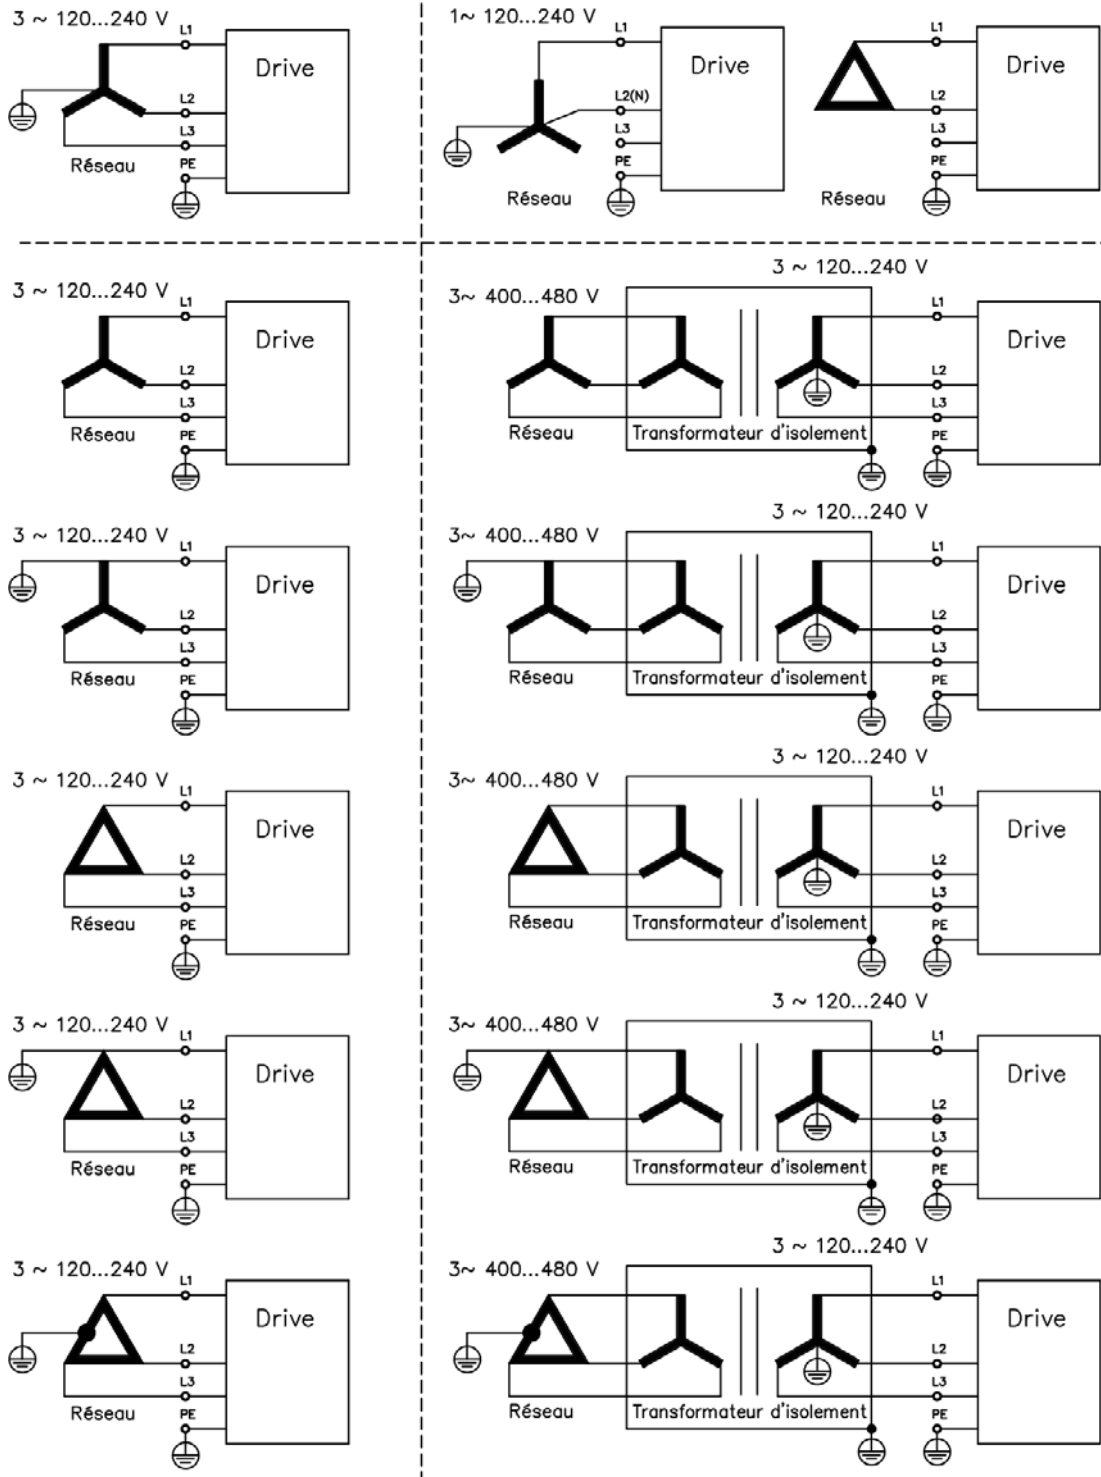 3 ~ 120...240 V
L1
Drive
L2
L3
Réseau
PE
1~ 120...240 V
L1
Drive
L2(N)
L3
PE
Réseau
L1
Drive
L2
L3
PE
Réseau
3 ~ 120...240 V
L1
Drive
L2
L3
Réseau
PE
3 ~ 120...240 V
3~ 400...480 V
L1
Drive
L2
L3
Réseau
Transformateur d'isolement
PE
3 ~ 120...240 V
L1
Drive
L2
L3
Réseau
PE
3 ~ 120...240 V
3~ 400...480 V
L1
Drive
L2
L3
Réseau
Transformateur d'isolement
PE
3 ~ 120...240 V
L1
Drive
L2
L3
Réseau
PE
3 ~ 120...240 V
3~ 400...480 V
L1
Drive
L2
L3
Réseau
Transformateur d'isolement
PE
3 ~ 120...240 V
L1
Drive
L2
L3
Réseau
PE
3 ~ 120...240 V
3~ 400...480 V
L1
Drive
L2
L3
Réseau
Transformateur d'isolement
PE
3 ~ 120...240 V
L1
Drive
L2
L3
Réseau
PE
3 ~ 120...240 V
3~ 400...480 V
L1
Drive
L2
L3
Réseau
Transformateur d'isolement
PE